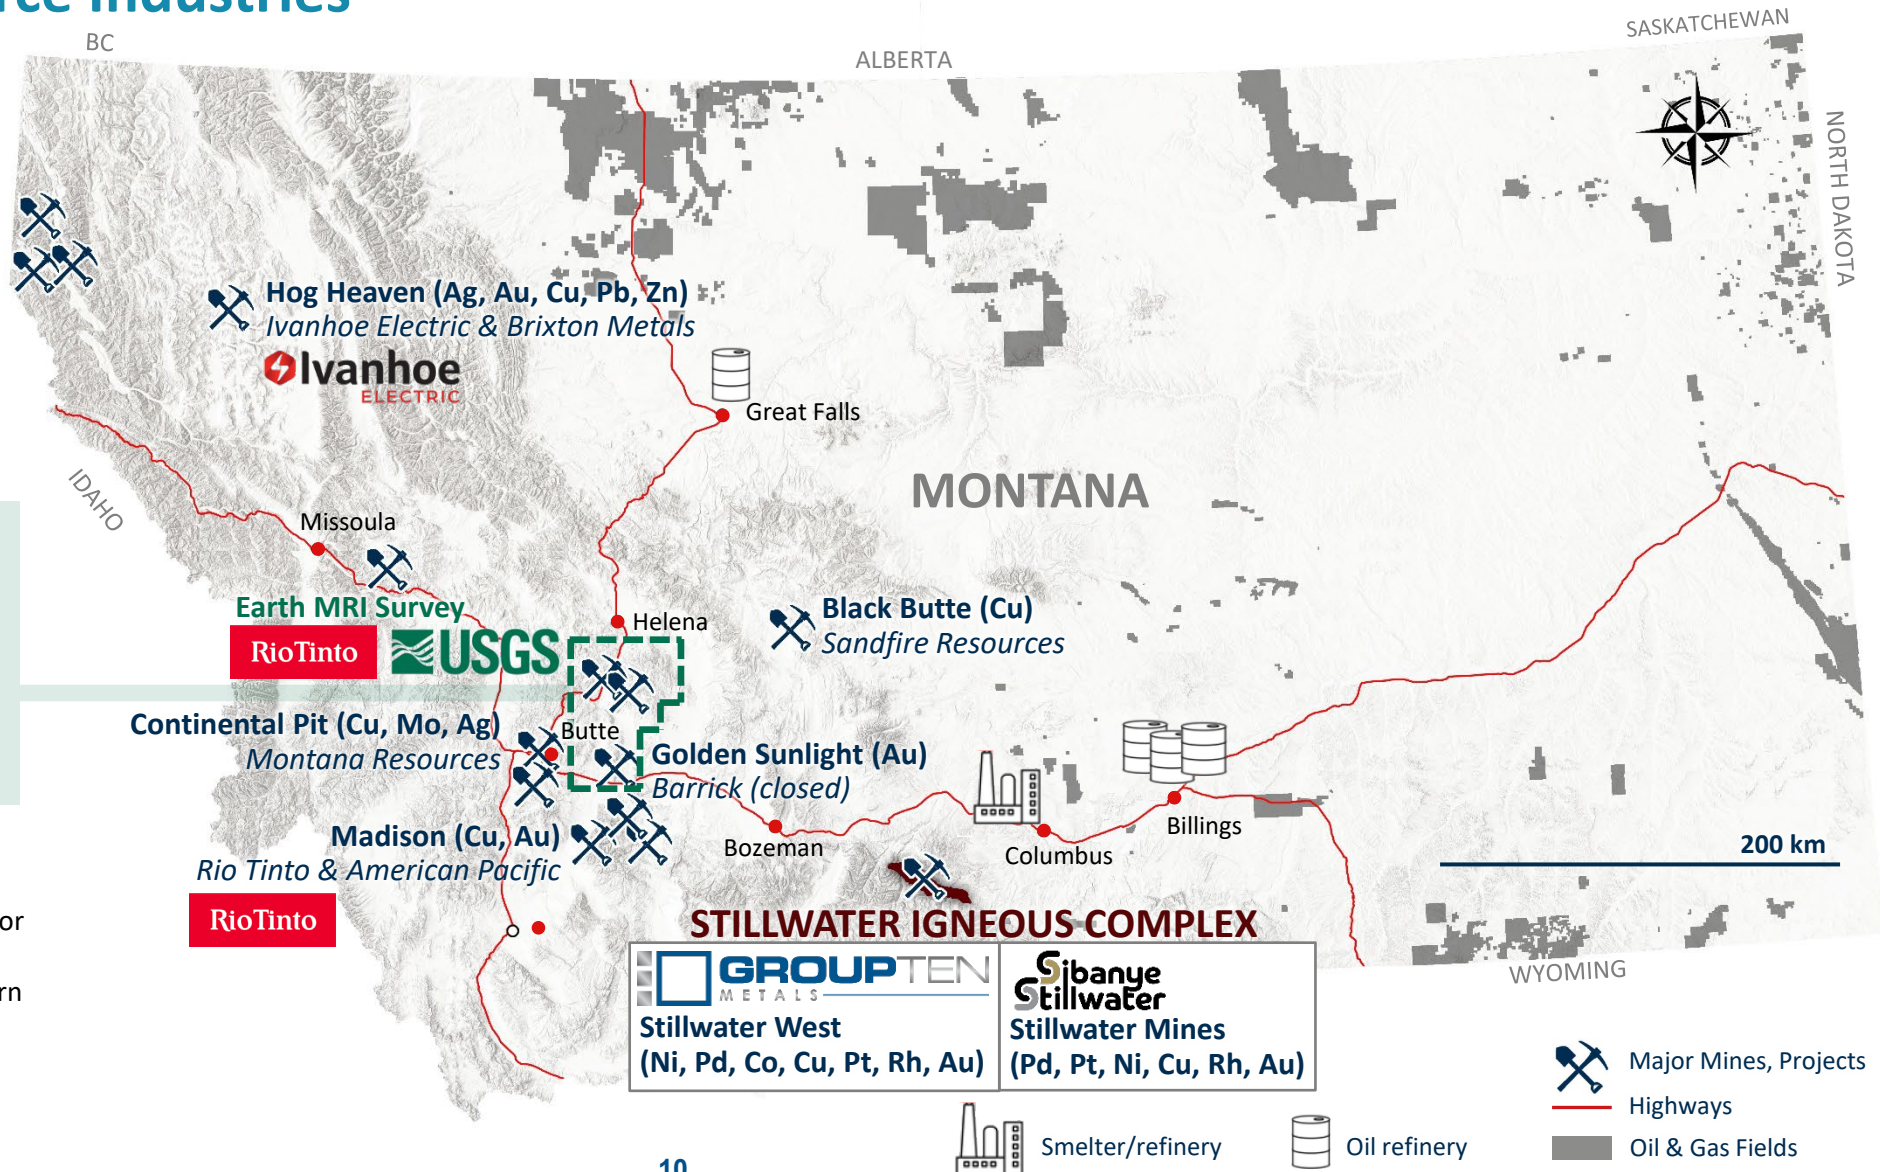 rce Industries
BC
ALBERTA
SASKATCHEWAN
NORTH DAKOTA
Hog Heaven (Ag, Au, Cu, Pb, Zn)
Ivanhoe Electric & Brixton Metals
Ivanhoe
ELECTRIC
Great Falls
MONTANA
IDAHO
Missoula
Earth MRI Survey
RioTinto
USGS
Helena
Black Butte (Cu)
Sandfire Resources
Continental Pit (Cu, Mo, Ag)
Montana Resources
Butte
Golden Sunlight (Au)
Barrick (closed)
Madison (Cu, Au)
Rio Tinto & American Pacific
RioTinto
Bozeman
Columbus
Billings
200 km
or
rn
STILLWATER IGNEOUS COMPLEX
GROUPTEN
METALS
Stillwater West
(Ni, Pd, Co, Cu, Pt, Rh, Au)
Sibanye
Stillwater
Stillwater Mines
(Pd, Pt, Ni, Cu, Rh, Au)
WYOMING
Major Mines, Projects
Highways
Smelter/refinery
Oil refinery
Oil & Gas Fields
10